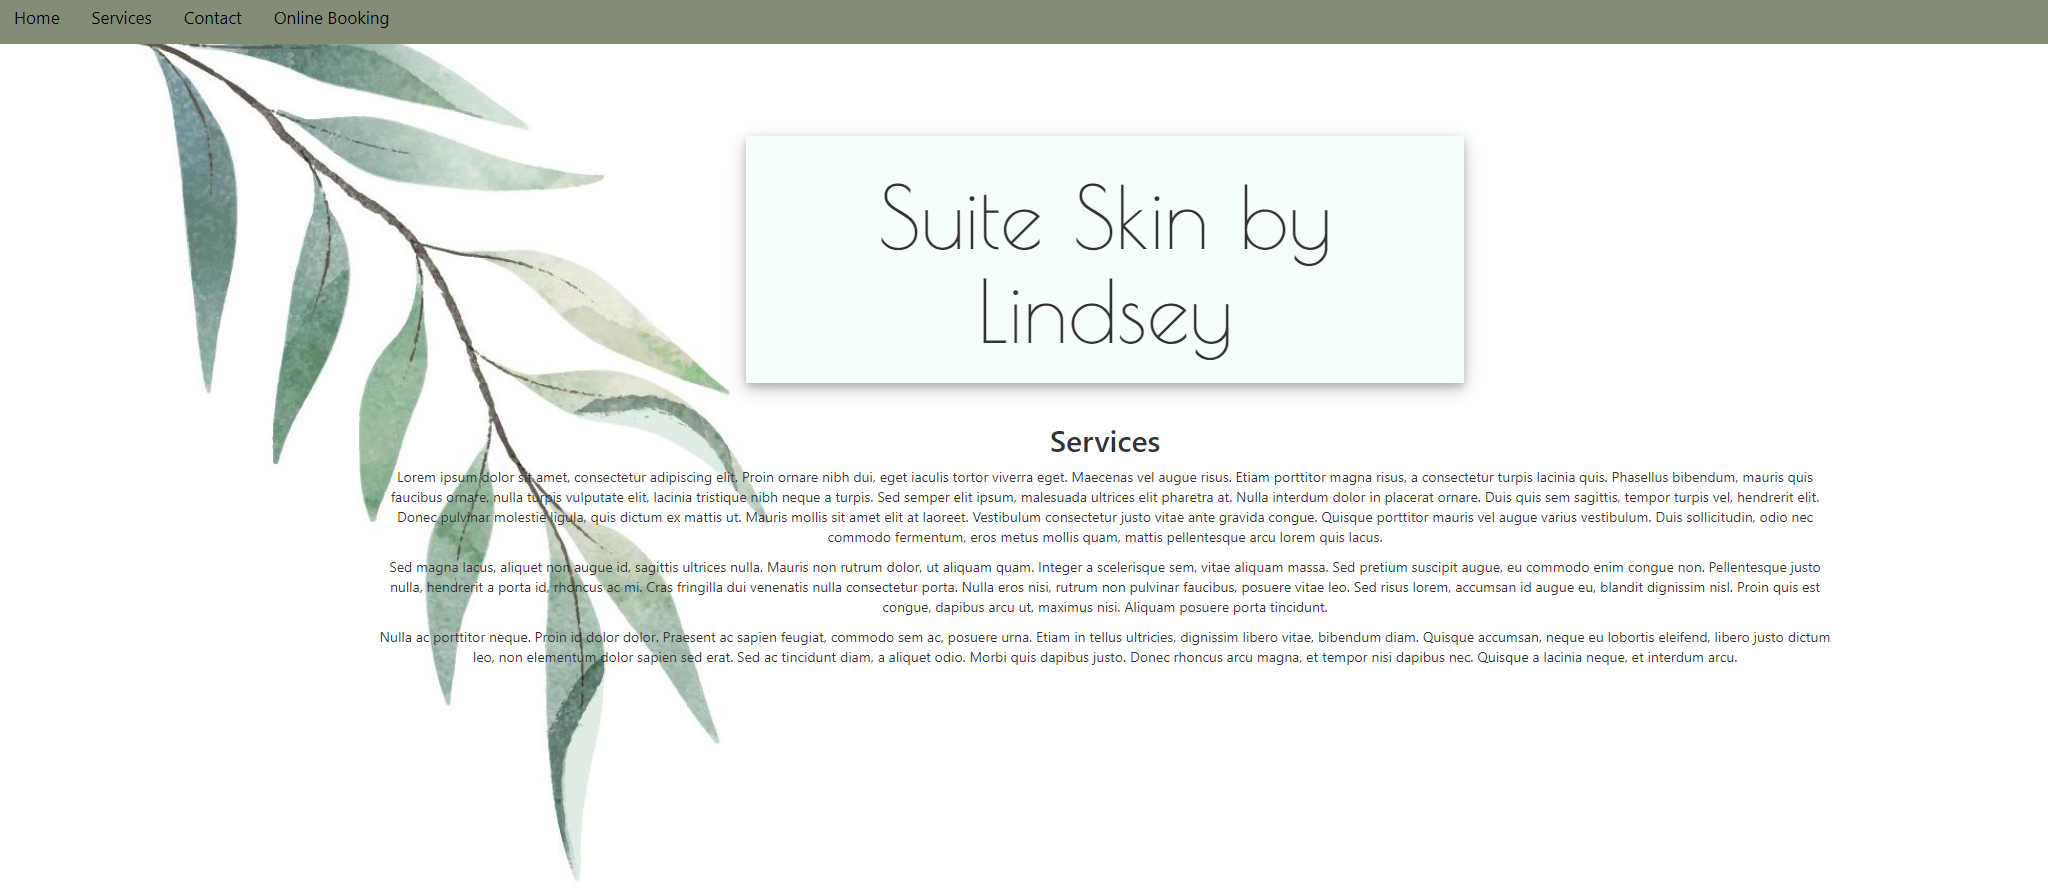 Home Services Contact Online Booking
Suite Skin by
Lindsey
Services
Lorem ipsum dolor sit amet, consectetur adipiscing elit. Proin ornare nibh dui, eget iaculis tortor viverra eget. Maecenas vel augue risus. Etiam porttitor magna risus, a consectetur turpis lacinia quis. Phasellus bibendum, mauris quis
faucibus ornare, nulla turpis vulputate elit, lacinia tristique nibh neque a turpis. Sed semper elit ipsum, malesuada ultrices elit pharetra at. Nulla interdum dolor in placerat ornare. Duis quis sem sagittis, tempor turpis vel, hendrerit elit.
Donec pulvinar molestie ligula, quis dictum ex mattis ut. Mauris mollis sit amet elit at laoreet. Vestibulum consectetur justo vitae ante gravida congue. Quisque porttitor mauris vel augue varius vestibulum. Duis sollicitudin, odio nec
commodo fermentum, eros metus mollis quam, mattis pellentesque arcu lorem quis lacus.
Sed magna lacus, aliquet non augue id, sagittis ultrices nulla. Mauris non rutrum dolor, ut aliquam quam. Integer a scelerisque sem, vitae aliquam massa. Sed pretium suscipit augue, eu commodo enim congue non. Pellentesque justo
nulla, hendrerit a porta id, rhoncus ac mi. Cras fringilla dui venenatis nulla consectetur porta. Nulla eros nisi, rutrum non pulvinar faucibus, posuere vitae leo. Sed risus lorem, accumsan id augue eu, blandit dignissim nisl. Proin quis est
congue, dapibus arcu ut, maximus nisi. Aliquam posuere porta tincidunt.
Nulla ac porttitor neque. Proin id dolor dolor. Praesent ac sapien feugiat, commodo sem ac, posuere urna. Etiam in tellus ultricies, dignissim libero vitae, bibendum diam. Quisque accumsan, neque eu lobortis eleifend, libero justo dictum
leo, non elementum dolor sapien sed erat. Sed ac tincidunt diam, a aliquet odio. Morbi quis dapibus justo. Donec rhoncus arcu magna, et tempor nisi dapibus nec. Quisque a lacinia neque, et interdum arcu.